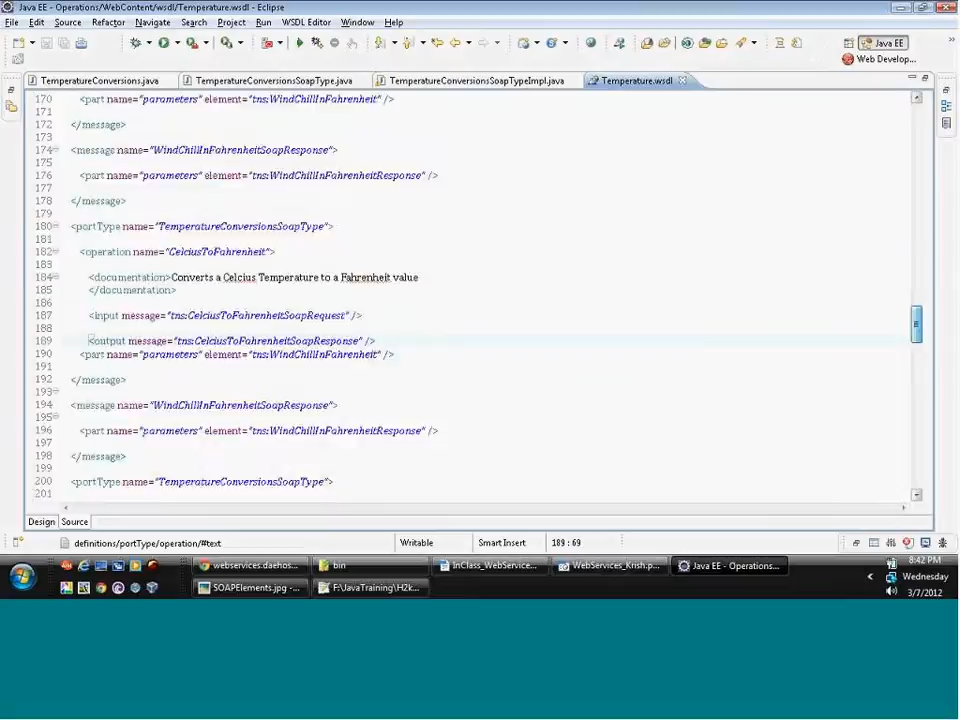 Java EE - Operations/WebContent/wsdl/Temperature.wsdl - Eclipse
File Edit Source Refactor Navigate Search Project Run WSDL Editor Window Help
Java EE
Web Develop...
TemperatureConversions.java TemperatureConversionsSoapType.java TemperatureConversionsSoapTypeImpl.java Temperature.wsdl
170 <part name="parameters" element="tns:WindChillInFahrenheit" />
171
172 </message>
173
174 <message name="WindChillInFahrenheitSoapResponse">
175
176 <part name="parameters" element="tns:WindChillInFahrenheitResponse" />
177
178 </message>
179
180 <portType name="TemperatureConversionsSoapType">
181
182 <operation name="CelciusToFahrenheit">
183
184 <documentation>Converts a Celcius Temperature to a Fahrenheit value
185 </documentation>
186
187 <input message="tns:CelciusToFahrenheitSoapRequest" />
188
189 <output message="tns:CelciusToFahrenheitSoapResponse" />
190 <part name="parameters" element="tns:WindChillInFahrenheit" />
191
192 </message>
193
194 <message name="WindChillInFahrenheitSoapResponse">
195
196 <part name="parameters" element="tns:WindChillInFahrenheitResponse" />
197
198 </message>
199
200 <portType name="TemperatureConversionsSoapType">
201
Design Source
definitions/portType/operation/#text Writable Smart Insert 189 : 69
webservices.daehos... bin InClass_WebService... WebServices_Krish.p... Java EE - Operations... 8:42 PM
SOAPElements.jpg -... F:\JavaTraining\H2k... Wednesday
3/7/2012